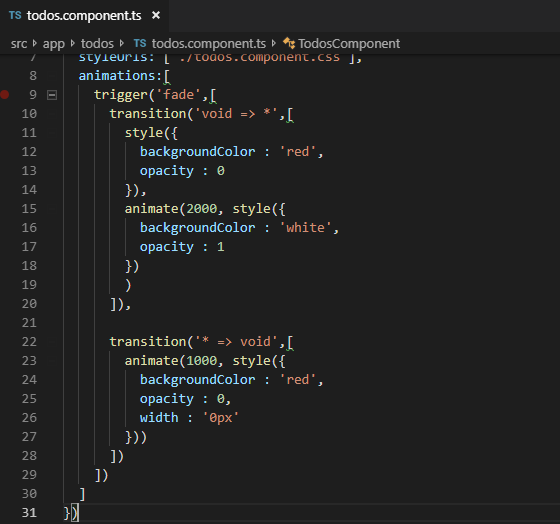 TS todos.component.ts ×
src > app > todos > TS todos.component.ts > TodosComponent
7 styleUrls: ['./todos.component.css'],
8 animations:[
9 trigger('fade',[
10 transition('void => *',[
11 style({
12 backgroundColor : 'red',
13 opacity : 0
14 }),
15 animate(2000, style({
16 backgroundColor : 'white',
17 opacity : 1
18 })
19 )
20 ]),
21
22 transition('* => void',[
23 animate(1000, style({
24 backgroundColor : 'red',
25 opacity : 0,
26 width : '0px'
27 }))
28 ])
29 ])
30 ]
31 })